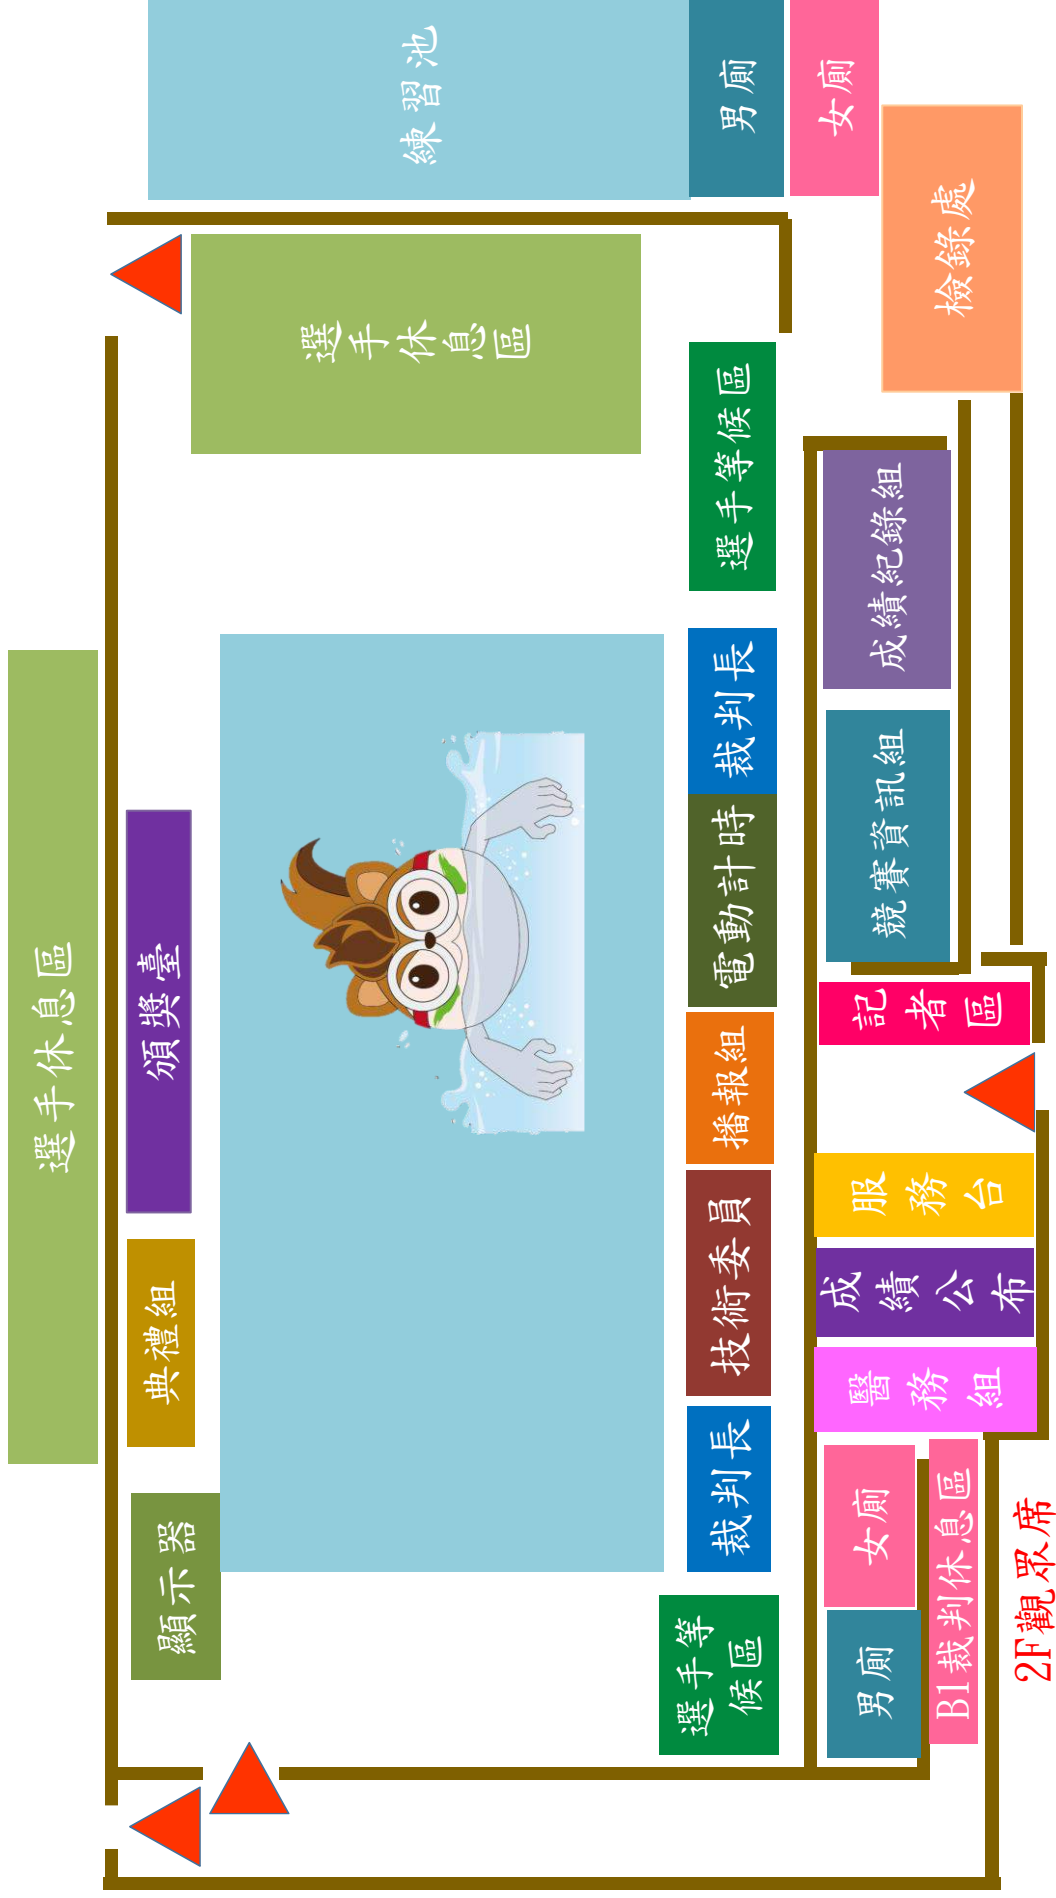 選手休息區
顯示器
典禮組
頒獎臺
選手休息區
練習池
選手等候區
裁判長
技術委員
播報組
電動計時
裁判長
選手等候區
男廁
女廁
男廁
女廁
醫務組
成績公布
服務台
記者區
競賽資訊組
成績紀錄組
檢錄處
B1裁判休息區
2F觀眾席